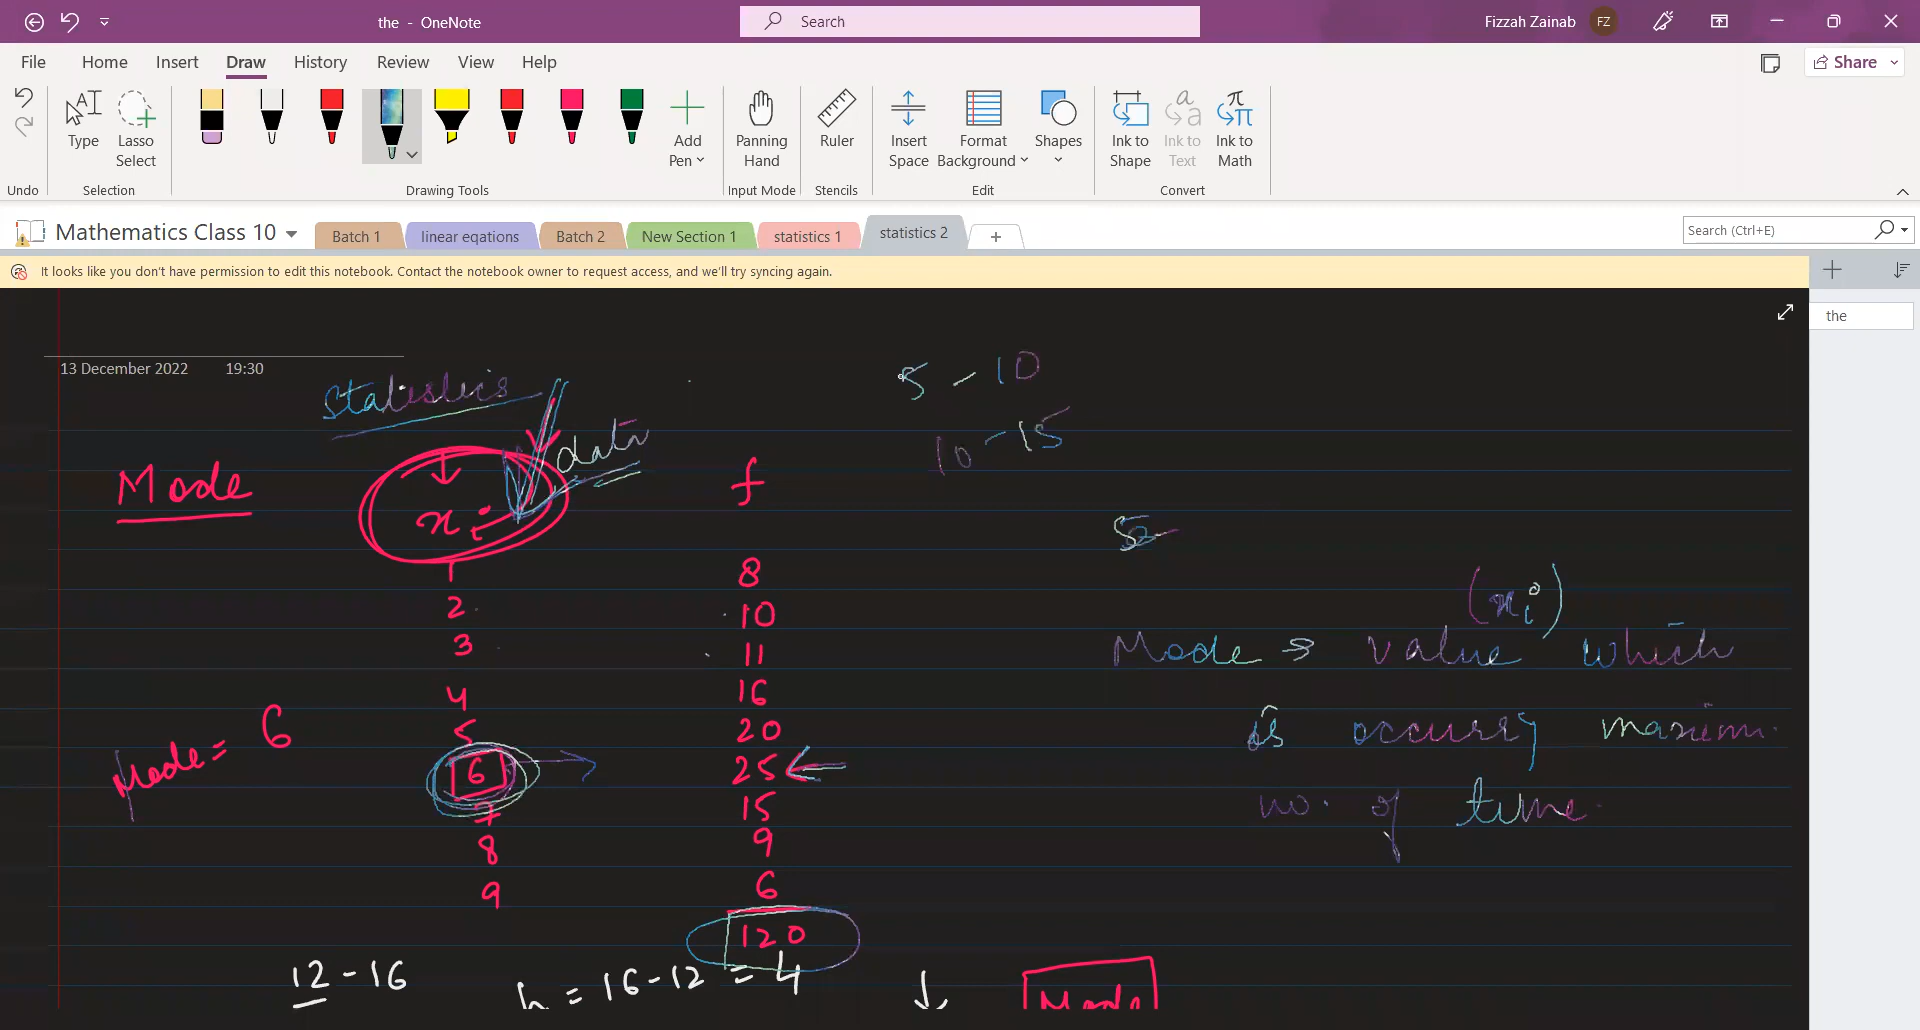 the - OneNote
Search
Fizzah Zainab
FZ
File Home Insert Draw History Review View Help
Share
Type
Lasso Select
Add Pen
Panning Hand
Ruler
Insert Space
Format Background
Shapes
Ink to Shape
Ink to Text
Ink to Math
Undo
Selection
Drawing Tools
Input Mode
Stencils
Edit
Convert
Mathematics Class 10
Batch 1
linear eqations
Batch 2
New Section 1
statistics 1
statistics 2
Search (Ctrl+E)
It looks like you don't have permission to edit this notebook. Contact the notebook owner to request access, and we'll try syncing again.
the
13 December 2022 19:30
Statistics
5 - 10
10 - 15
data
Mode
xi f
1 8
2 10
3 11
4 16
5 20
6 25
7 15
8 9
9 6
120
Mode = 6
(xi)
Mode → value which
is
no. of time.
12 - 16
h = 16 - 12 = 4
Mode